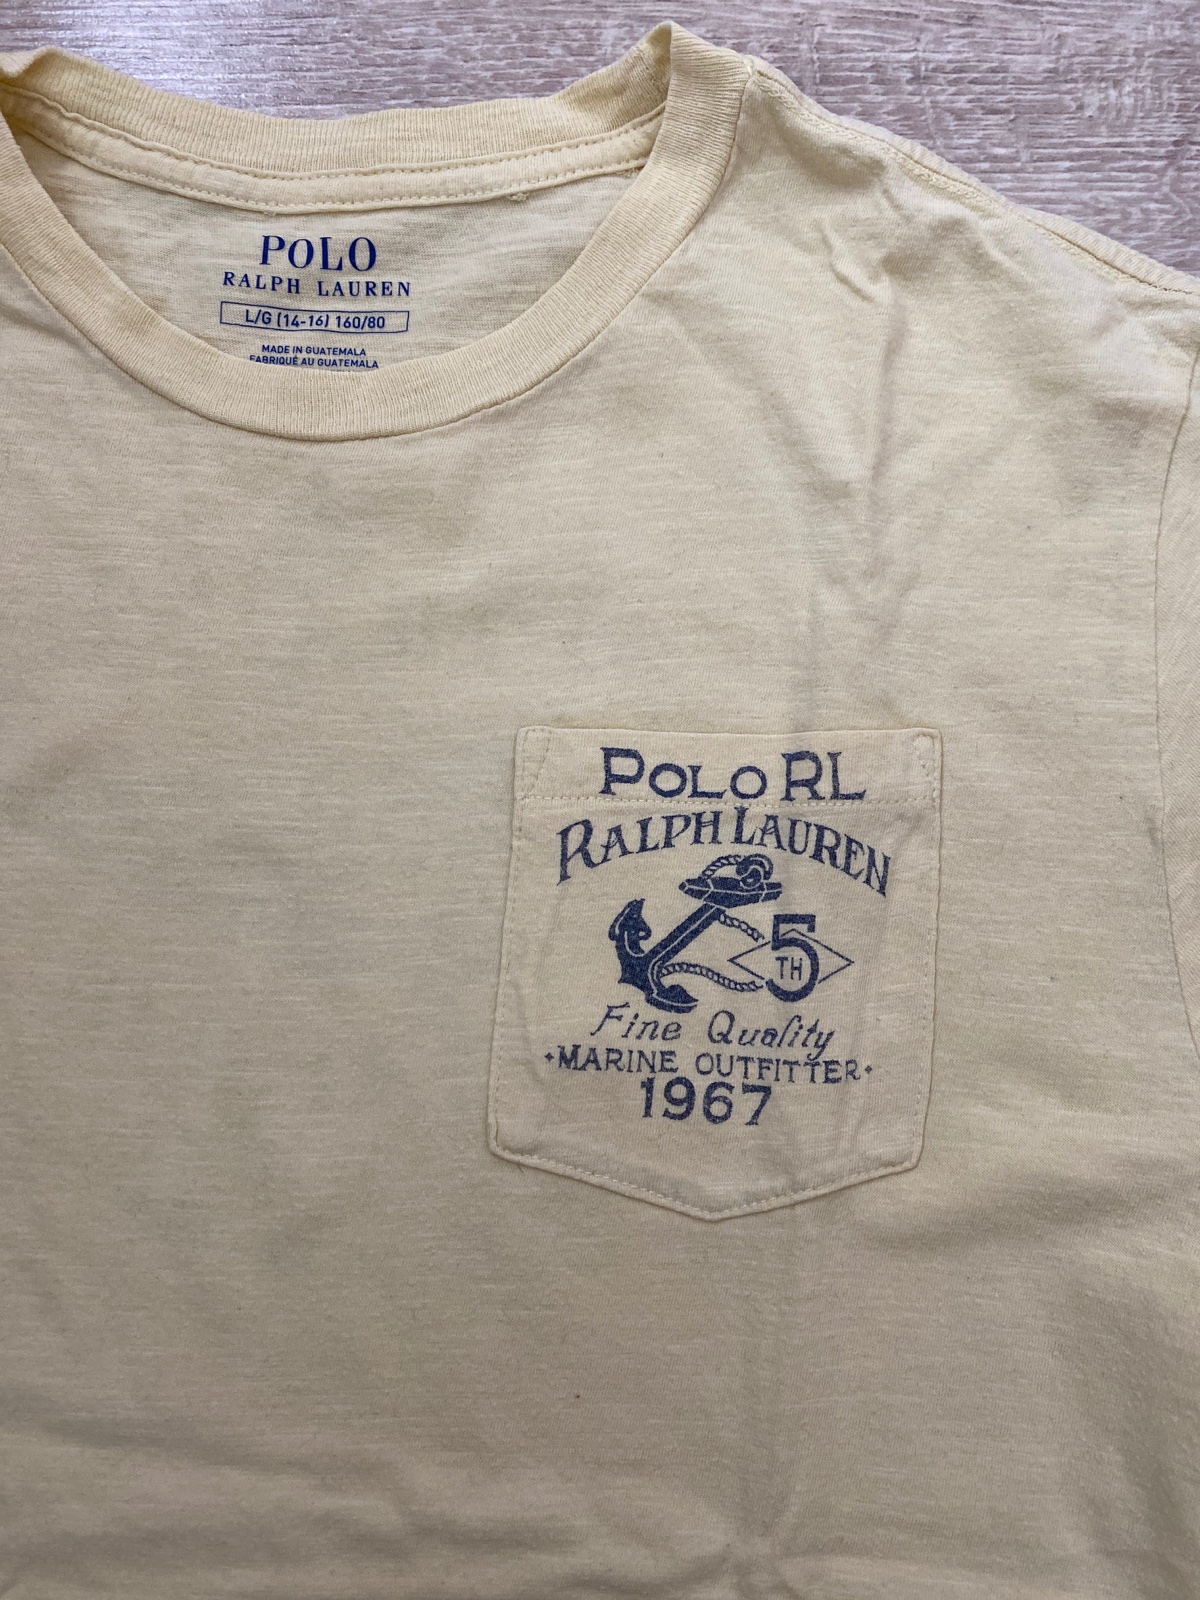 POLO
RALPH LAUREN
L/G (14-16) 160/80
MADE IN GUATEMALA
FABRIQUÉ AU GUATEMALA
POLO RL
RALPH LAUREN
5
TH
Fine Quality
•MARINE OUTFITTER•
1967